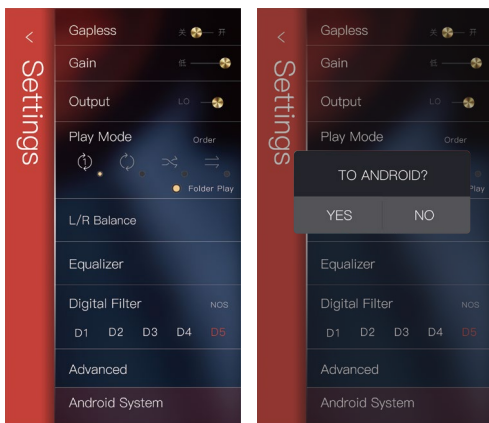 <
Settings
Gapless 关 开
Gain 低
Output LO
Play Mode Order
1
Folder Play
L/R Balance
Equalizer
Digital Filter NOS
D1 D2 D3 D4 D5
Advanced
Android System
<
Settings
Gapless 关 开
Gain 低
Output LO
Play Mode Order
Play
TO ANDROID?
YES NO
Equalizer
Digital Filter NOS
D1 D2 D3 D4 D5
Advanced
Android System